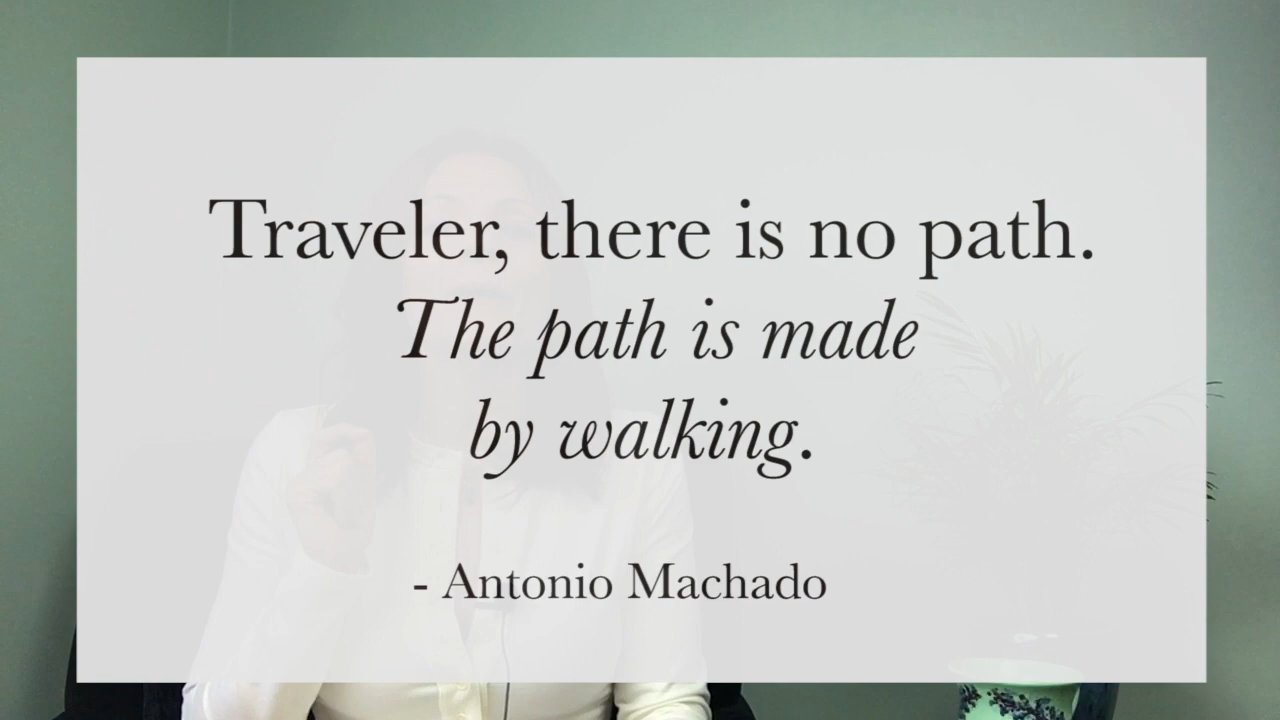 Traveler, there is no path.
The path is made
by walking.
- Antonio Machado